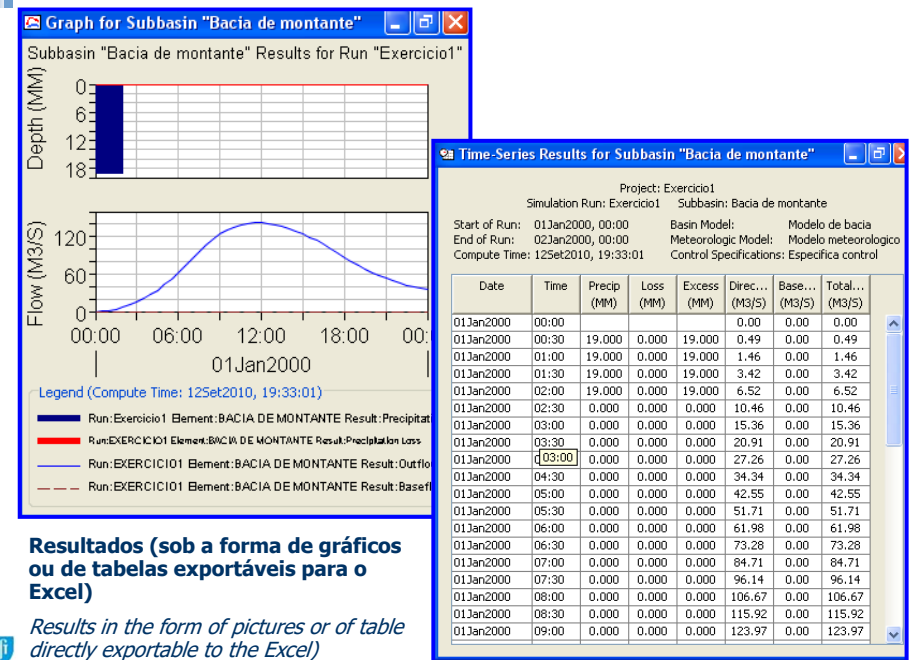 Graph for Subbasin "Bacia de montante"
Subbasin "Bacia de montante" Results for Run "Exercicio1"
Depth (MM)
0
6
12
18
Flow (M3/S)
120
60
0
00:00 06:00 12:00 18:00
01Jan2000
Legend (Compute Time: 12Set2010, 19:33:01)
Run:Exercicio1 Element:BACIA DE MONTANTE Result:Precipitat
Run:EXERCICIO1 Element:BACIA DE MONTANTE Result:Precipitation Loss
Run:EXERCICIO1 Element:BACIA DE MONTANTE Result:Outflo
Run:EXERCICIO1 Element:BACIA DE MONTANTE Result:Basefl
Time-Series Results for Subbasin "Bacia de montante"
Project: Exercicio1
Simulation Run: Exercicio1 Subbasin: Bacia de montante
Start of Run: 01Jan2000, 00:00 Basin Model: Modelo de bacia
End of Run: 02Jan2000, 00:00 Meteorologic Model: Modelo meteorologico
Compute Time: 12Set2010, 19:33:01 Control Specifications: Especifica control
Date Time Precip (MM) Loss (MM) Excess (MM) Direc... (M3/S) Base... (M3/S) Total... (M3/S)
01Jan2000 00:00 0.00 0.00 0.00
01Jan2000 00:30 19.000 0.000 19.000 0.49 0.00 0.49
01Jan2000 01:00 19.000 0.000 19.000 1.46 0.00 1.46
01Jan2000 01:30 19.000 0.000 19.000 3.42 0.00 3.42
01Jan2000 02:00 19.000 0.000 19.000 6.52 0.00 6.52
01Jan2000 02:30 0.000 0.000 0.000 10.46 0.00 10.46
01Jan2000 03:00 0.000 0.000 0.000 15.36 0.00 15.36
01Jan2000 03:30 0.000 0.000 0.000 20.91 0.00 20.91
01Jan2000 03:00 0.000 0.000 0.000 27.26 0.00 27.26
01Jan2000 04:30 0.000 0.000 0.000 34.34 0.00 34.34
01Jan2000 05:00 0.000 0.000 0.000 42.55 0.00 42.55
01Jan2000 05:30 0.000 0.000 0.000 51.71 0.00 51.71
01Jan2000 06:00 0.000 0.000 0.000 61.98 0.00 61.98
01Jan2000 06:30 0.000 0.000 0.000 73.28 0.00 73.28
01Jan2000 07:00 0.000 0.000 0.000 84.71 0.00 84.71
01Jan2000 07:30 0.000 0.000 0.000 96.14 0.00 96.14
01Jan2000 08:00 0.000 0.000 0.000 106.67 0.00 106.67
01Jan2000 08:30 0.000 0.000 0.000 115.92 0.00 115.92
01Jan2000 09:00 0.000 0.000 0.000 123.97 0.00 123.97
Resultados (sob a forma de gráficos
ou de tabelas exportáveis para o
Excel)
Results in the form of pictures or of table
directly exportable to the Excel)